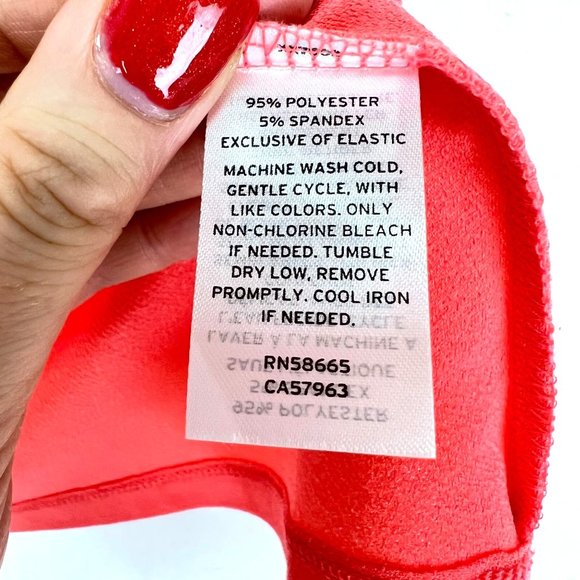 95% POLYESTER
5% SPANDEX
EXCLUSIVE OF ELASTIC
MACHINE WASH COLD,
GENTLE CYCLE, WITH
LIKE COLORS. ONLY
NON-CHLORINE BLEACH
IF NEEDED. TUMBLE
DRY LOW, REMOVE
PROMPTLY. COOL IRON
IF NEEDED.
RN58665
CA57963